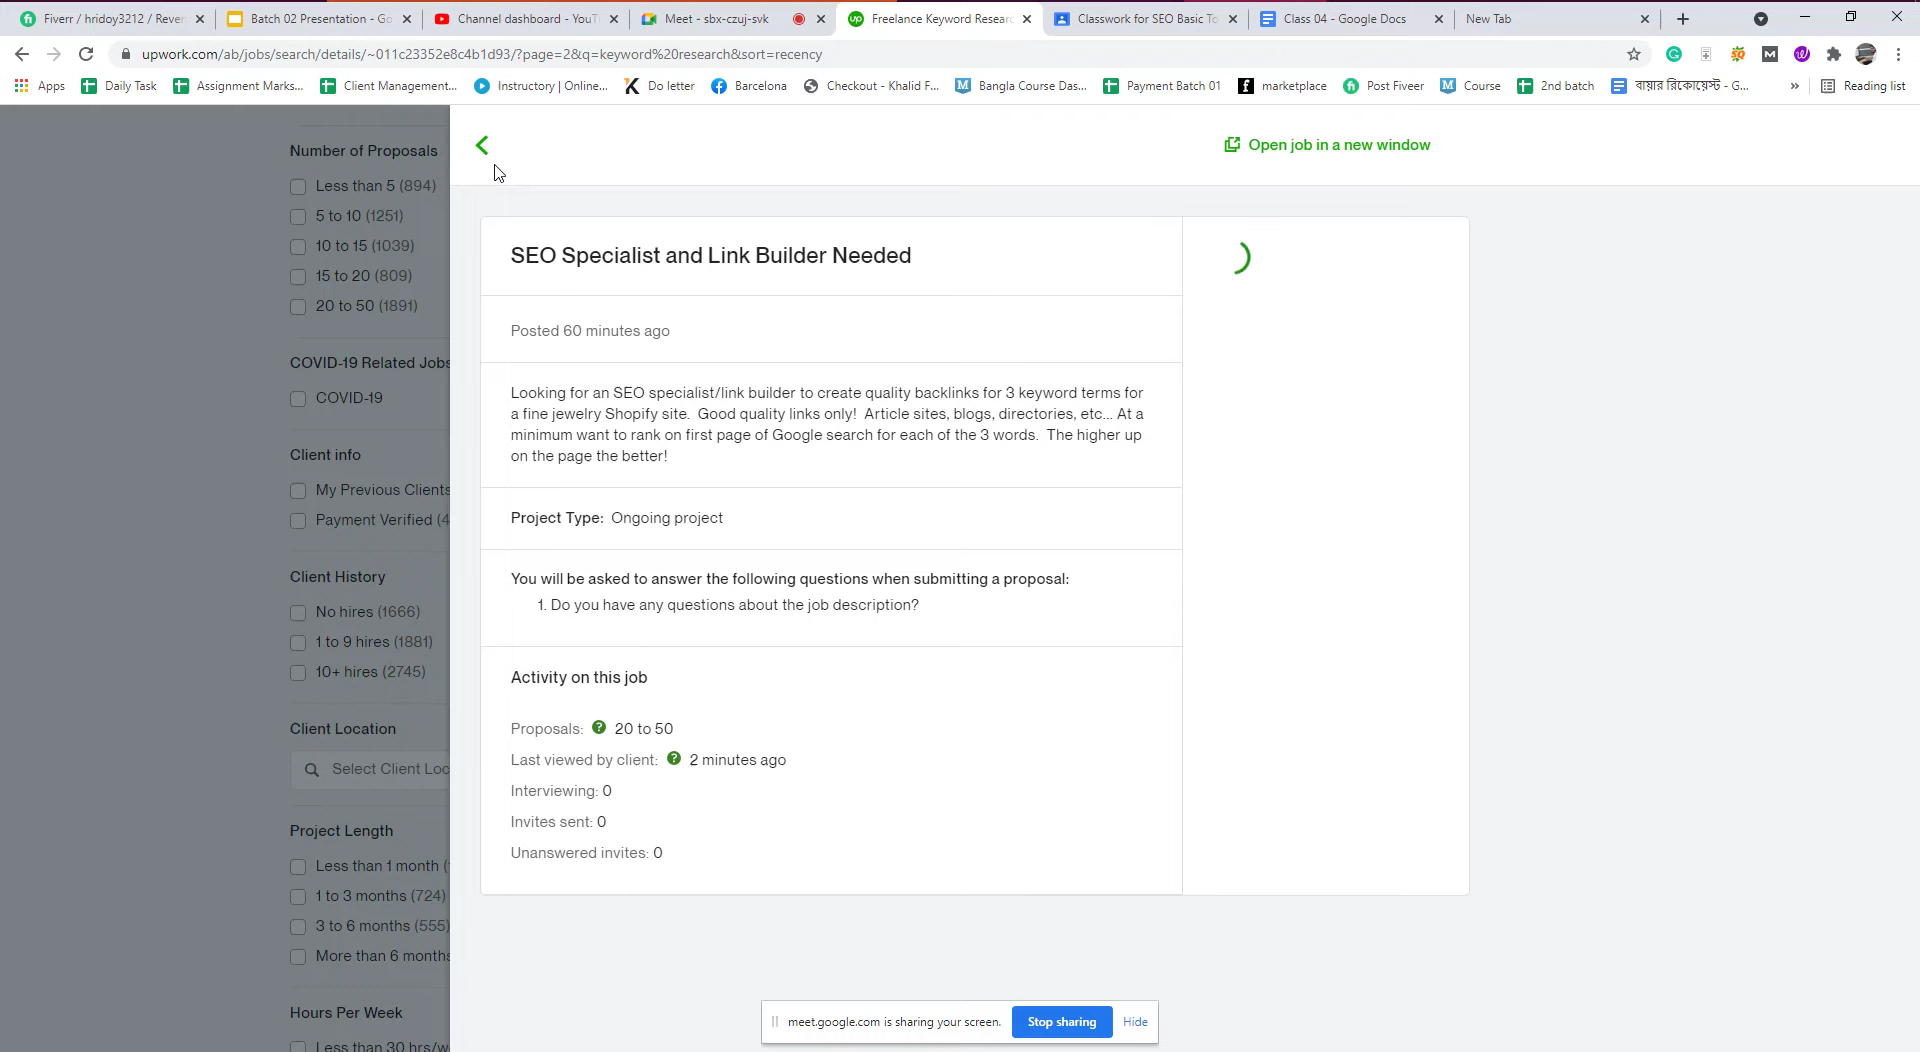 Fiverr / hridoy3212 / Reven
Batch 02 Presentation - Go
Channel dashboard - YouT
Meet - sbx-czuj-svk
Freelance Keyword Researc
Classwork for SEO Basic To
Class 04 - Google Docs
New Tab
upwork.com/ab/jobs/search/details/~011c23352e8c4b1d93/?page=2&q=keyword%20research&sort=recency
Apps
Daily Task
Assignment Marks...
Client Management...
Instructory | Online...
Do letter
Barcelona
Checkout - Khalid F...
Bangla Course Das...
Payment Batch 01
marketplace
Post Fiveer
Course
2nd batch
বায়ার রিকোয়েস্ট - G...
Reading list
Open job in a new window
Number of Proposals
Less than 5 (894)
5 to 10 (1251)
10 to 15 (1039)
15 to 20 (809)
20 to 50 (1891)
COVID-19 Related Jobs
COVID-19
Client info
My Previous Clients
Payment Verified (4
Client History
No hires (1666)
1 to 9 hires (1881)
10+ hires (2745)
Client Location
Select Client Loc
Project Length
Less than 1 month (
1 to 3 months (724)
3 to 6 months (555)
More than 6 months
Hours Per Week
Less than 30 hrs/w
SEO Specialist and Link Builder Needed
Posted 60 minutes ago
Looking for an SEO specialist/link builder to create quality backlinks for 3 keyword terms for
a fine jewelry Shopify site.  Good quality links only!  Article sites, blogs, directories, etc... At a
minimum want to rank on first page of Google search for each of the 3 words.  The higher up
on the page the better!
Project Type: Ongoing project
You will be asked to answer the following questions when submitting a proposal:
1. Do you have any questions about the job description?
Activity on this job
Proposals: ? 20 to 50
Last viewed by client: ? 2 minutes ago
Interviewing: 0
Invites sent: 0
Unanswered invites: 0
meet.google.com is sharing your screen.
Stop sharing
Hide